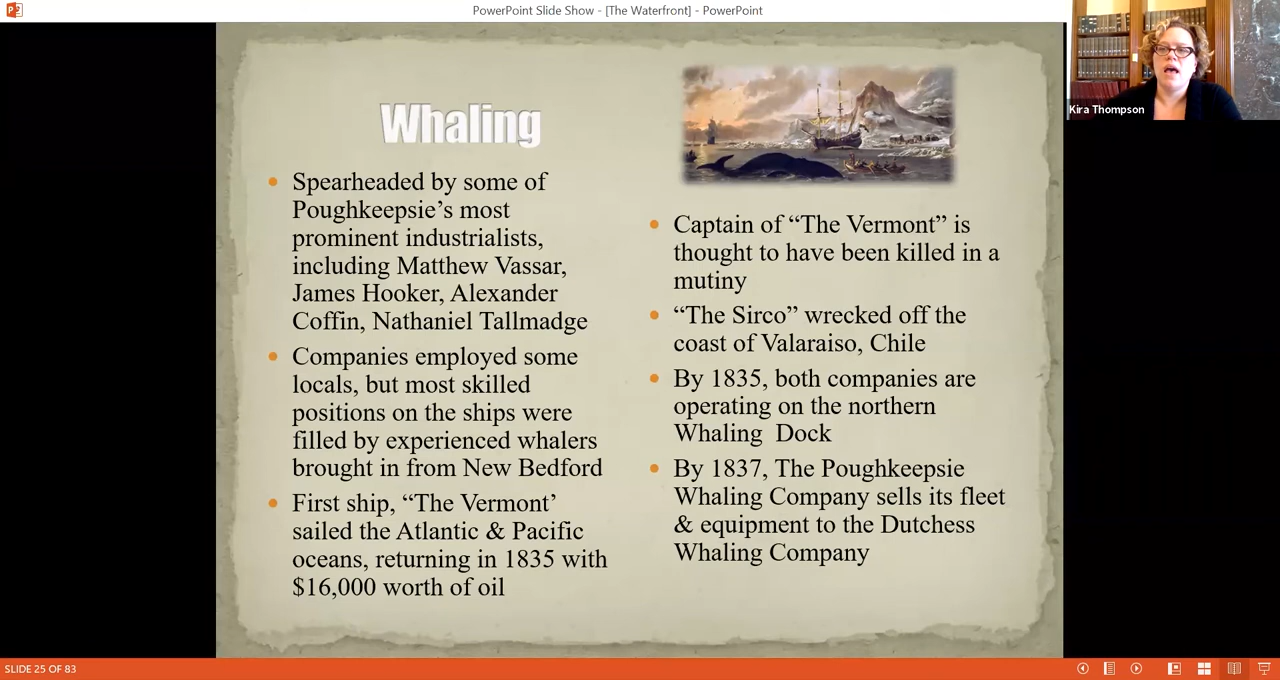 PowerPoint Slide Show - [The Waterfront] - PowerPoint
Kira Thompson
Whaling
Spearheaded by some of
Poughkeepsie’s most
prominent industrialists,
including Matthew Vassar,
James Hooker, Alexander
Coffin, Nathaniel Tallmadge
Companies employed some
locals, but most skilled
positions on the ships were
filled by experienced whalers
brought in from New Bedford
First ship, “The Vermont’
sailed the Atlantic & Pacific
oceans, returning in 1835 with
$16,000 worth of oil
Captain of “The Vermont” is
thought to have been killed in a
mutiny
“The Sirco” wrecked off the
coast of Valaraiso, Chile
By 1835, both companies are
operating on the northern
Whaling  Dock
By 1837, The Poughkeepsie
Whaling Company sells its fleet
& equipment to the Dutchess
Whaling Company
SLIDE 25 OF 83